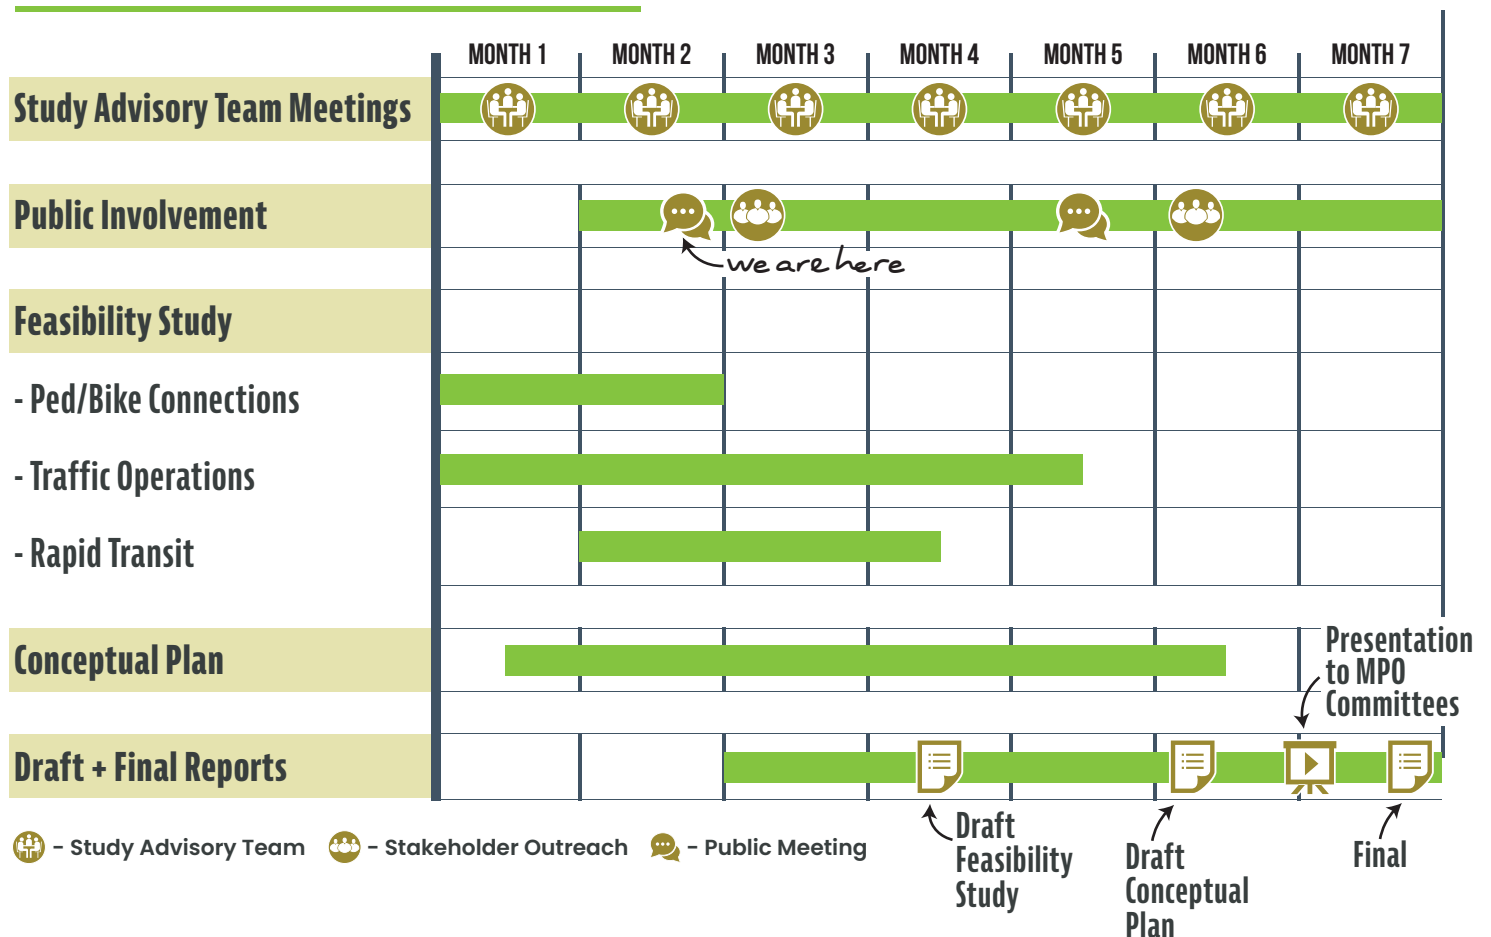 MONTH 1
MONTH 2
MONTH 3
MONTH 4
MONTH 5
MONTH 6
MONTH 7
Study Advisory Team Meetings
Public Involvement
we are here
Feasibility Study
- Ped/Bike Connections
- Traffic Operations
- Rapid Transit
Conceptual Plan
Presentation
to MPO
Committees
Draft + Final Reports
Draft
Feasibility
Study
Draft
Conceptual
Plan
Final
- Study Advisory Team
- Stakeholder Outreach
- Public Meeting